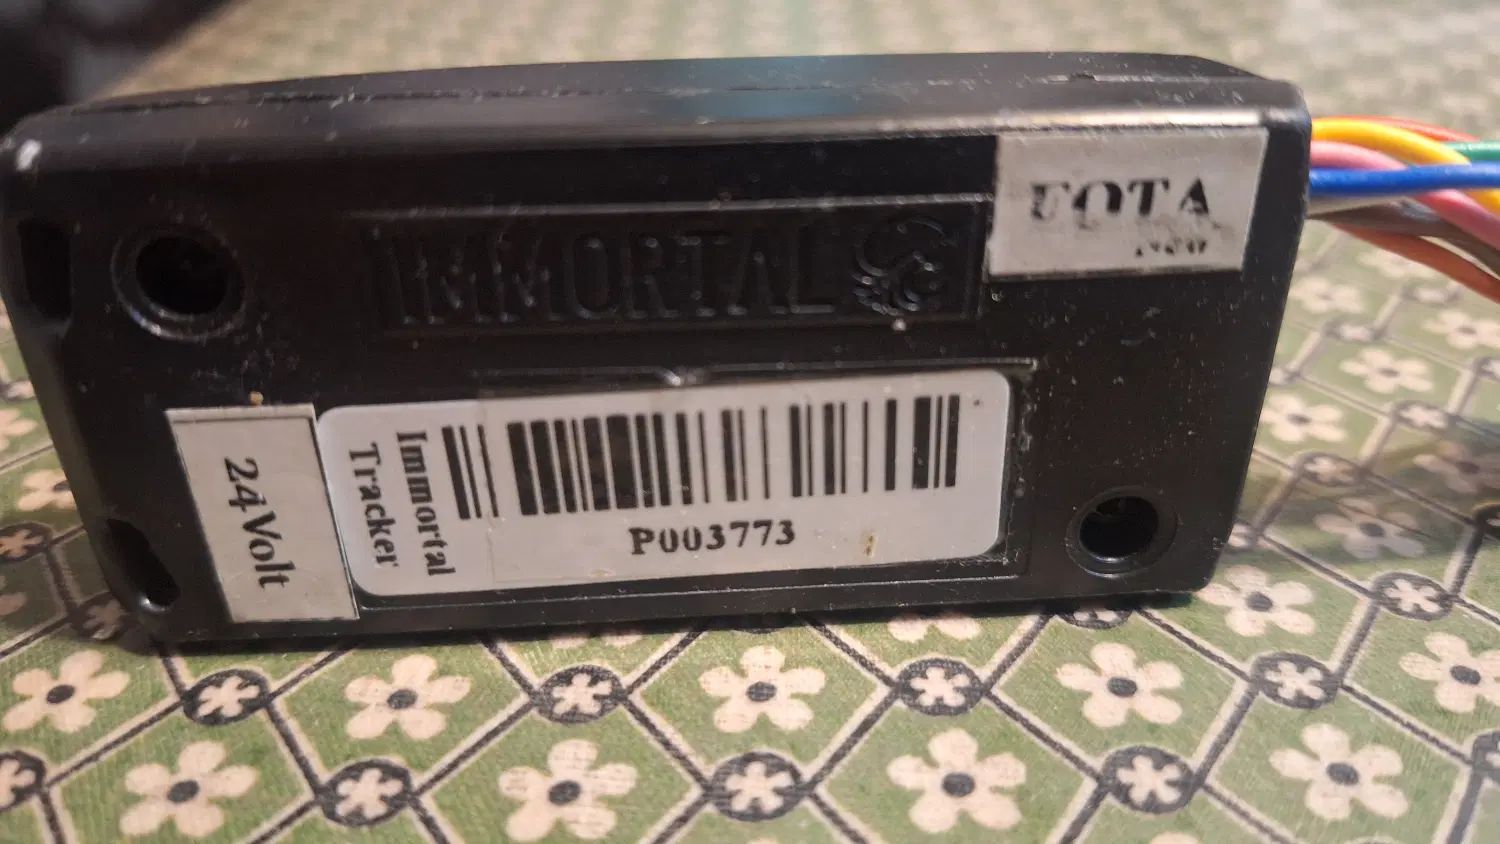 IMMORTAL
FOTA
24Volt
Immortal
Tracker
P003773